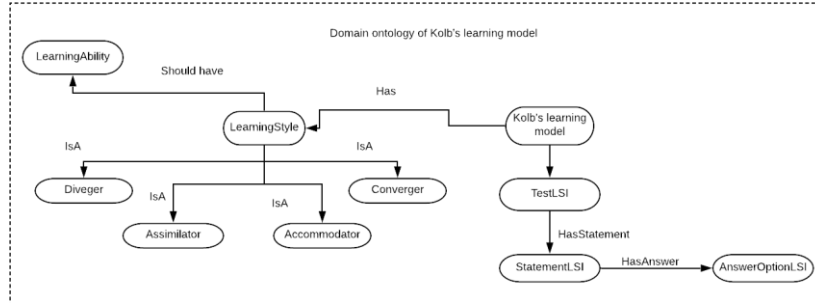 Domain ontology of Kolb's learning model
LearningAbility
Should have
Has
LearningStyle
Kolb's learning
model
IsA
IsA
Diveger
Converger
TestLSI
IsA
IsA
Assimilator
Accommodator
HasStatement
StatementLSI
HasAnswer
AnswerOptionLSI